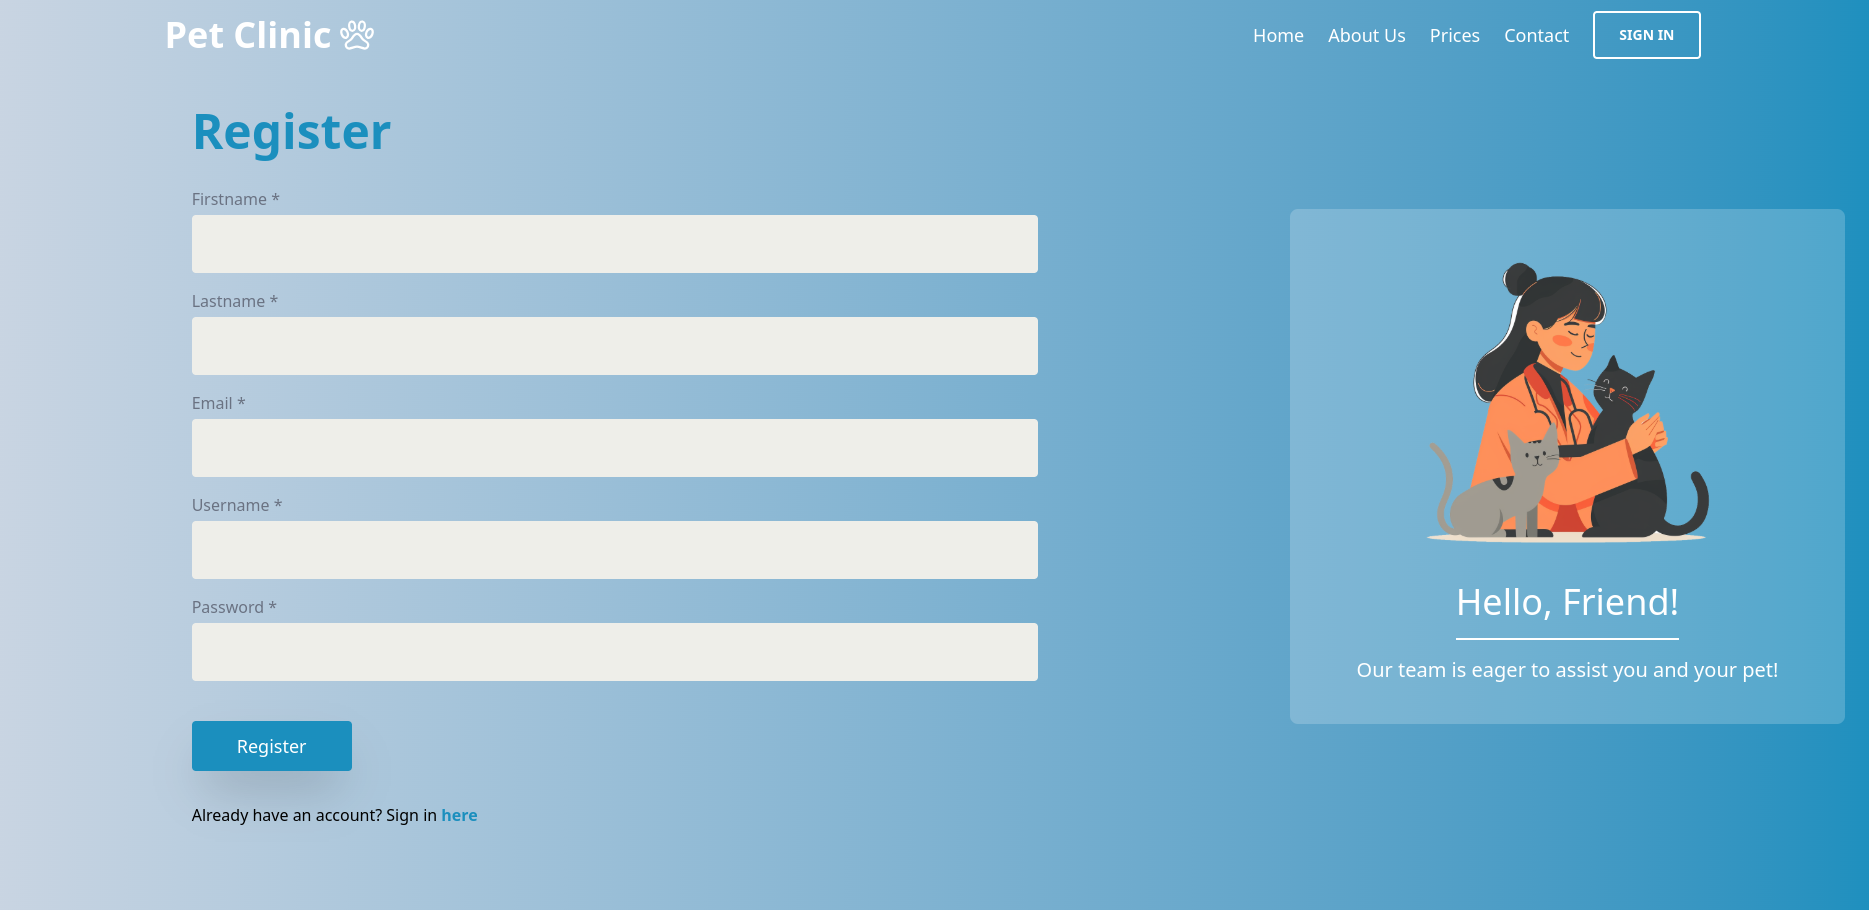 Pet Clinic
Home About Us Prices Contact SIGN IN
Register
Firstname *
Lastname *
Email *
Username *
Password *
Register
Already have an account? Sign in here
Hello, Friend!
Our team is eager to assist you and your pet!